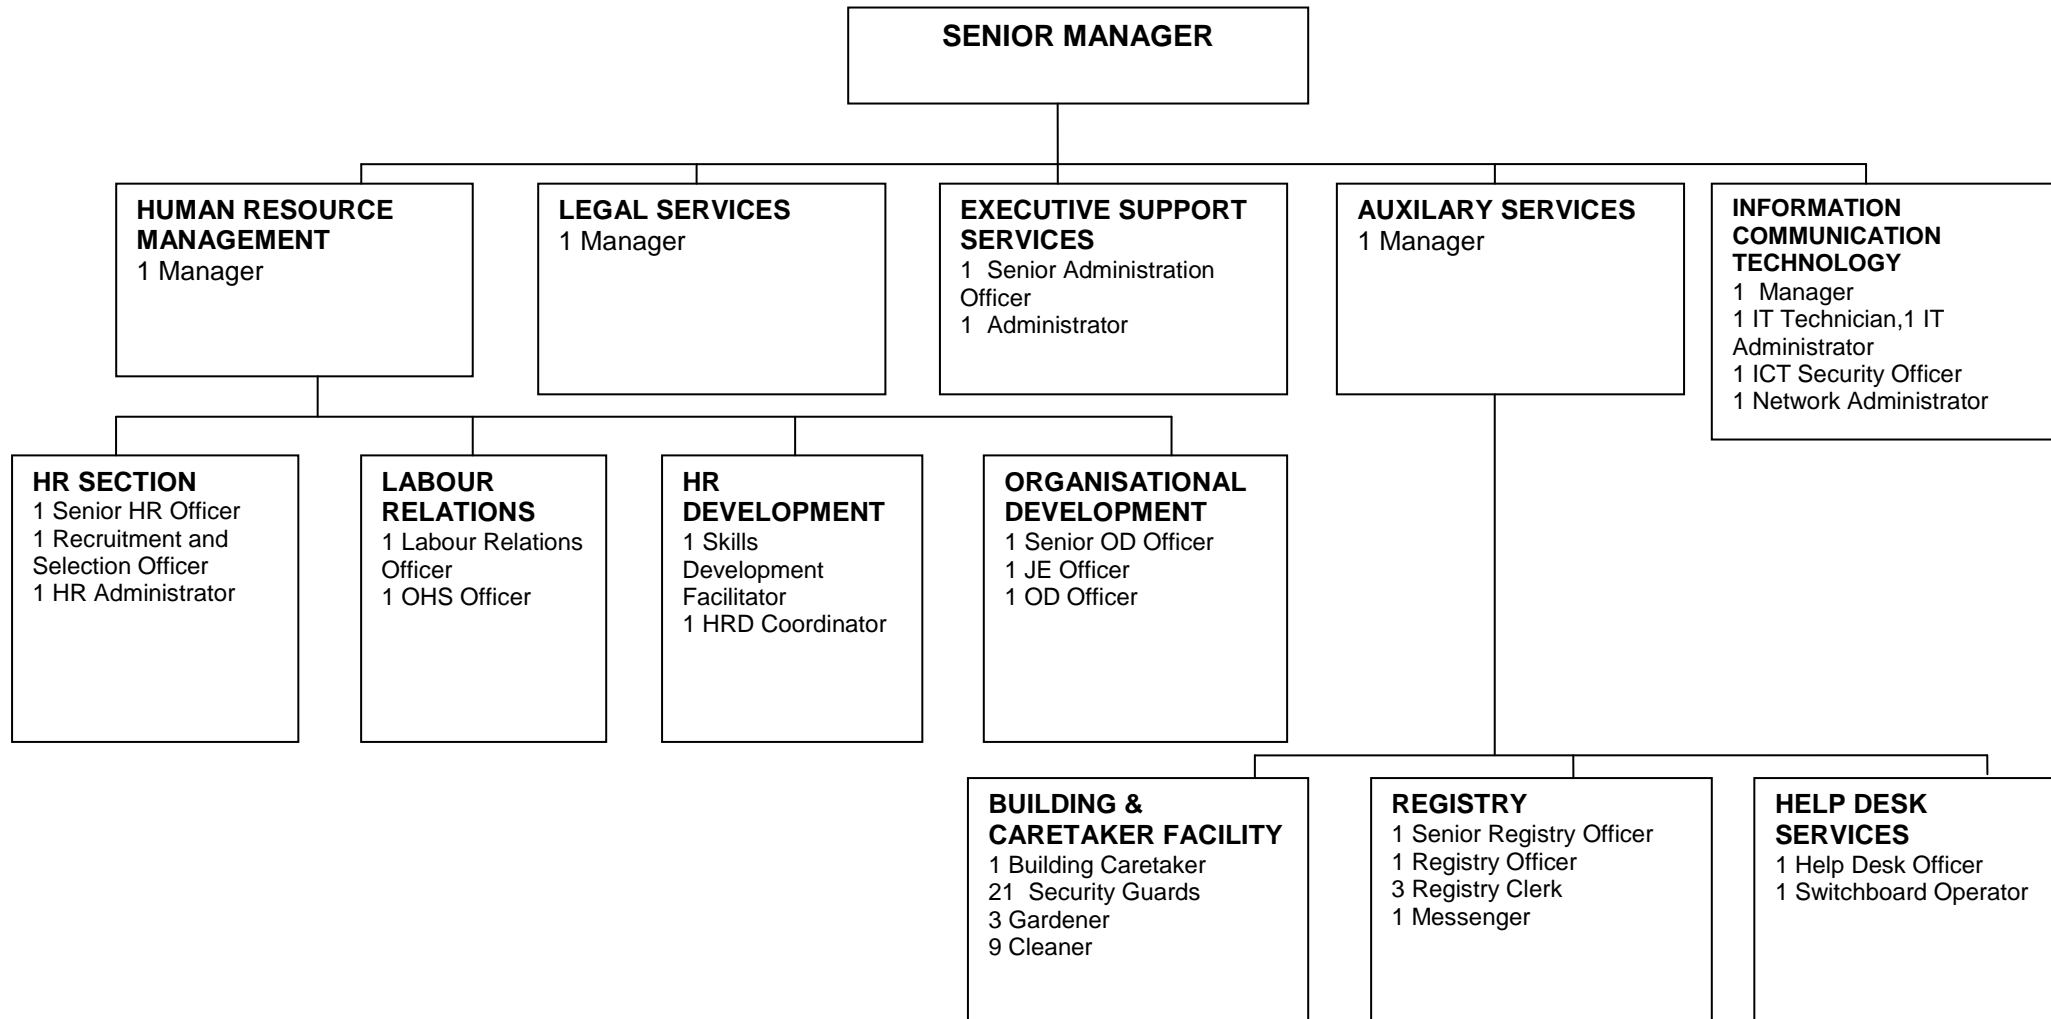 SENIOR MANAGER
HUMAN RESOURCE
MANAGEMENT
1 Manager
LEGAL SERVICES
1 Manager
EXECUTIVE SUPPORT
SERVICES
1 Senior Administration
Officer
1 Administrator
AUXILARY SERVICES
1 Manager
INFORMATION
COMMUNICATION
TECHNOLOGY
1 Manager
1 IT Technician,1 IT
Administrator
1 ICT Security Officer
1 Network Administrator
HR SECTION
1 Senior HR Officer
1 Recruitment and
Selection Officer
1 HR Administrator
LABOUR
RELATIONS
1 Labour Relations
Officer
1 OHS Officer
HR
DEVELOPMENT
1 Skills
Development
Facilitator
1 HRD Coordinator
ORGANISATIONAL
DEVELOPMENT
1 Senior OD Officer
1 JE Officer
1 OD Officer
BUILDING &
CARETAKER FACILITY
1 Building Caretaker
21 Security Guards
3 Gardener
9 Cleaner
REGISTRY
1 Senior Registry Officer
1 Registry Officer
3 Registry Clerk
1 Messenger
HELP DESK
SERVICES
1 Help Desk Officer
1 Switchboard Operator